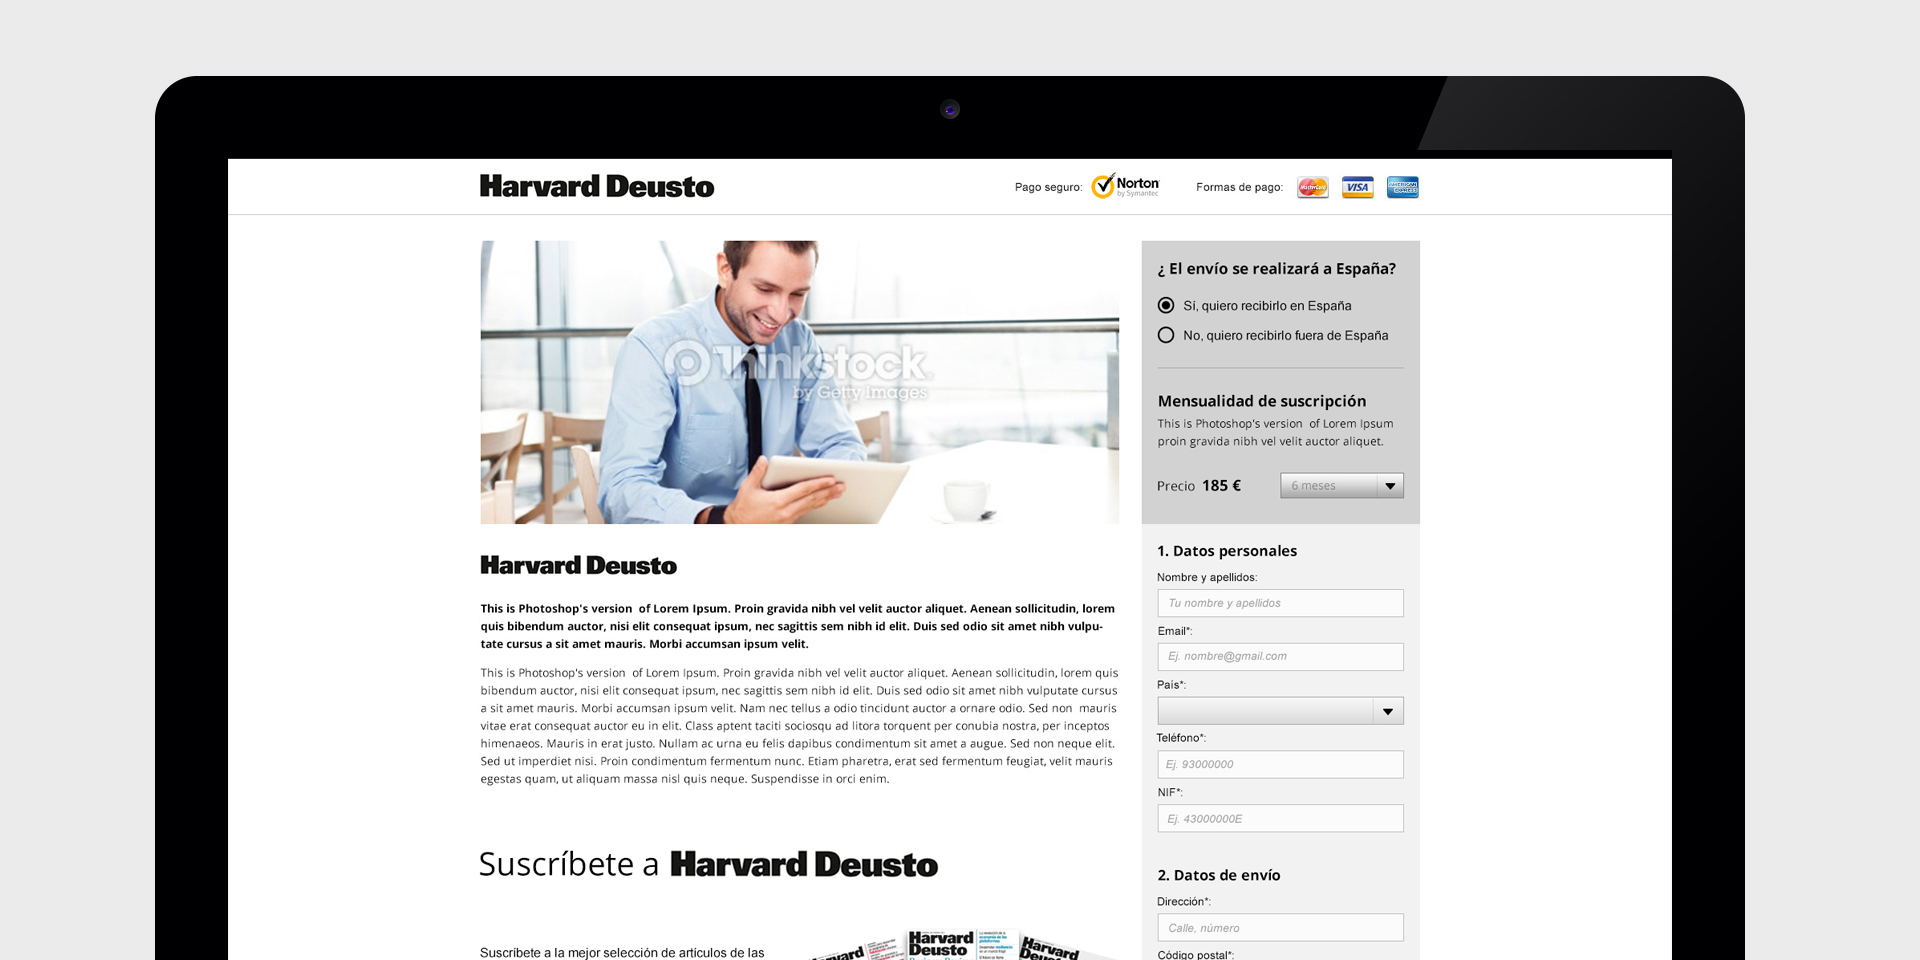 Harvard Deusto
Pago seguro:
Norton
by Symantec
Formas de pago:
MasterCard
VISA
AMERICAN EXPRESS
Thinkstock
by Getty Images
¿ El envío se realizará a España?
Sí, quiero recibirlo en España
No, quiero recibirlo fuera de España
Mensualidad de suscripción
This is Photoshop's version of Lorem Ipsum
proin gravida nibh vel velit auctor aliquet.
Precio 185 €
6 meses
Harvard Deusto
This is Photoshop's version of Lorem Ipsum. Proin gravida nibh vel velit auctor aliquet. Aenean sollicitudin, lorem
quis bibendum auctor, nisi elit consequat ipsum, nec sagittis sem nibh id elit. Duis sed odio sit amet nibh vulpu-
tate cursus a sit amet mauris. Morbi accumsan ipsum velit.
This is Photoshop's version of Lorem Ipsum. Proin gravida nibh vel velit auctor aliquet. Aenean sollicitudin, lorem quis
bibendum auctor, nisi elit consequat ipsum, nec sagittis sem nibh id elit. Duis sed odio sit amet nibh vulputate cursus
a sit amet mauris. Morbi accumsan ipsum velit. Nam nec tellus a odio tincidunt auctor a ornare odio. Sed non mauris
vitae erat consequat auctor eu in elit. Class aptent taciti sociosqu ad litora torquent per conubia nostra, per inceptos
himenaeos. Mauris in erat justo. Nullam ac urna eu felis dapibus condimentum sit amet a augue. Sed non neque elit.
Sed ut imperdiet nisi. Proin condimentum fermentum nunc. Etiam pharetra, erat sed fermentum feugiat, velit mauris
egestas quam, ut aliquam massa nisl quis neque. Suspendisse in orci enim.
Suscríbete a Harvard Deusto
Suscríbete a la mejor selección de artículos de las
Harvard
Deusto
1. Datos personales
Nombre y apellidos:
Tu nombre y apellidos
Email*:
Ej. nombre@gmail.com
País*:
Teléfono*:
Ej. 93000000
NIF*:
Ej. 43000000E
2. Datos de envío
Dirección*:
Calle, número
Código postal*: